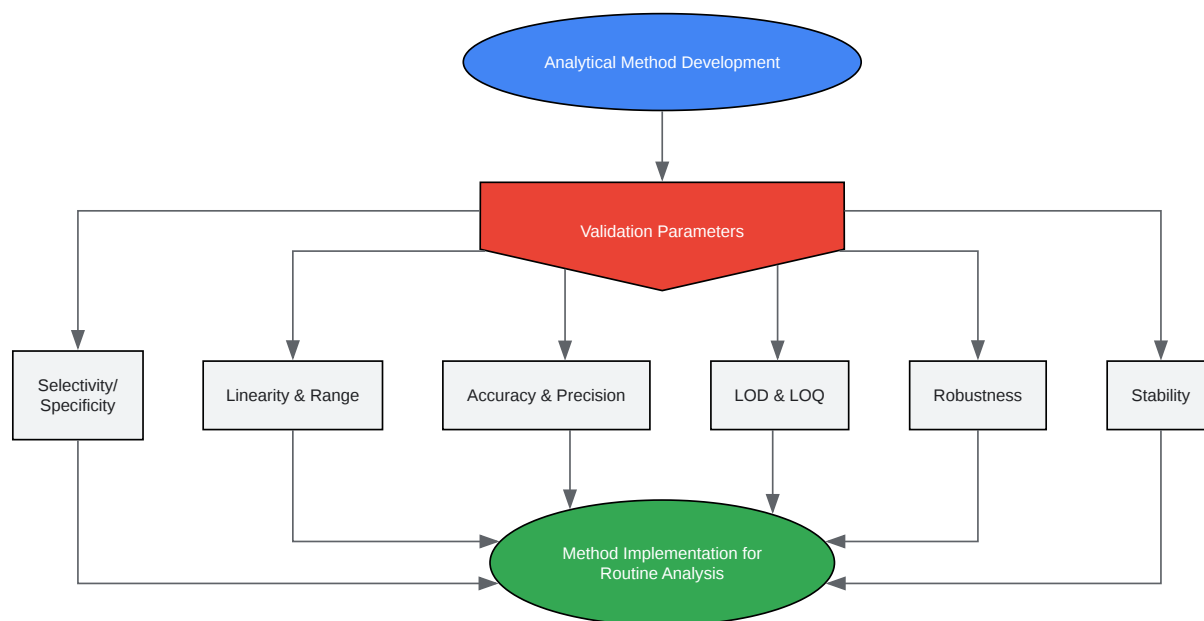 Analytical Method Development
Validation Parameters
Selectivity/
Specificity
Linearity & Range
Accuracy & Precision
LOD & LOQ
Robustness
Stability
Method Implementation for
Routine Analysis